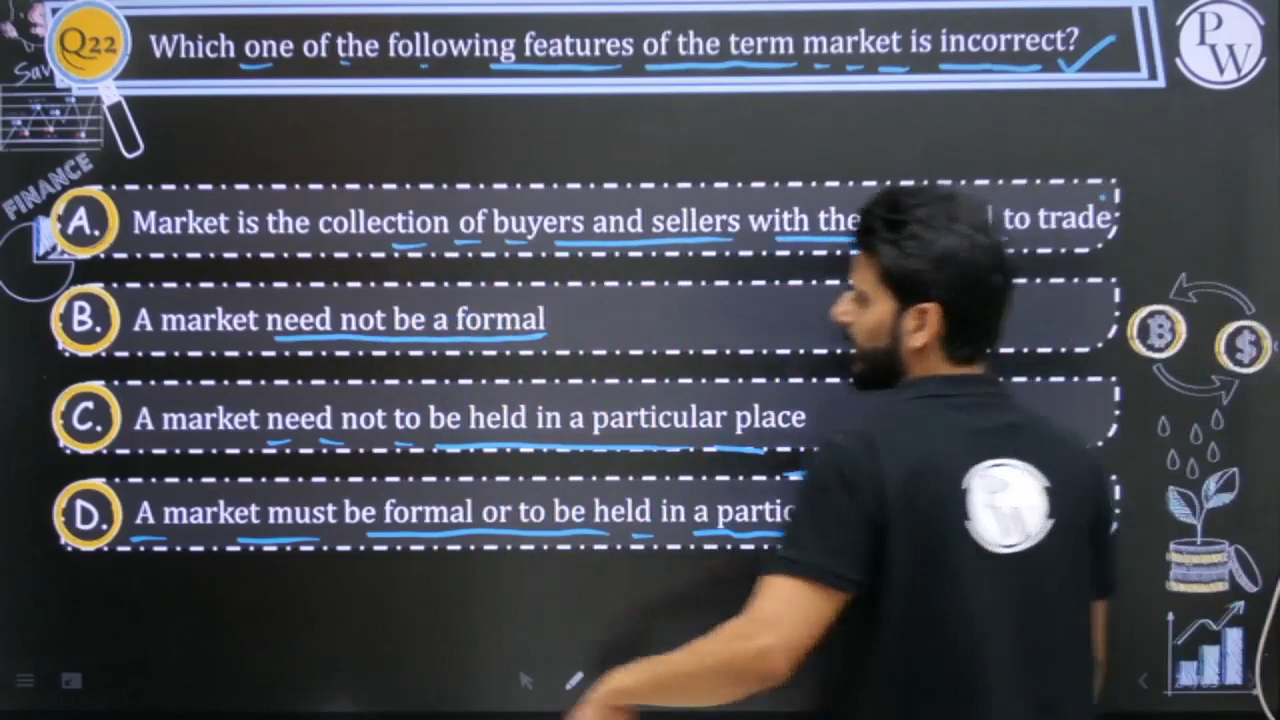 Q22
Which one of the following features of the term market is incorrect?
PW
Sav
FINANCE
A. Market is the collection of buyers and sellers with the to trade;
B. A market need not be a formal
C. A market need not to be held in a particular place
D. A market must be formal or to be held in a